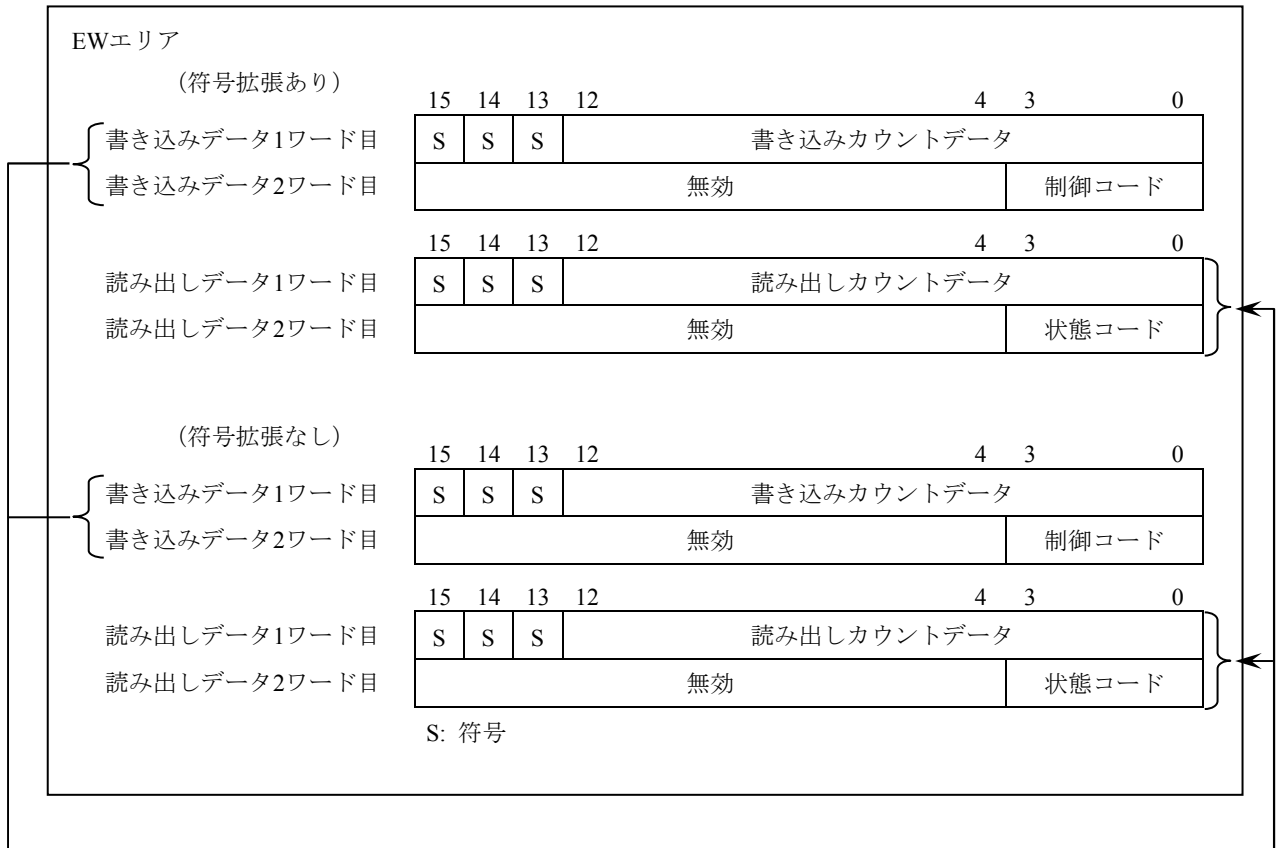 EWエリア
（符号拡張あり）
15 14 13 12 4 3 0
書き込みデータ1ワード目 S S S 書き込みカウントデータ
書き込みデータ2ワード目 無効 制御コード
15 14 13 12 4 3 0
読み出しデータ1ワード目 S S S 読み出しカウントデータ
読み出しデータ2ワード目 無効 状態コード
（符号拡張なし）
15 14 13 12 4 3 0
書き込みデータ1ワード目 S S S 書き込みカウントデータ
書き込みデータ2ワード目 無効 制御コード
15 14 13 12 4 3 0
読み出しデータ1ワード目 S S S 読み出しカウントデータ
読み出しデータ2ワード目 無効 状態コード
S: 符号